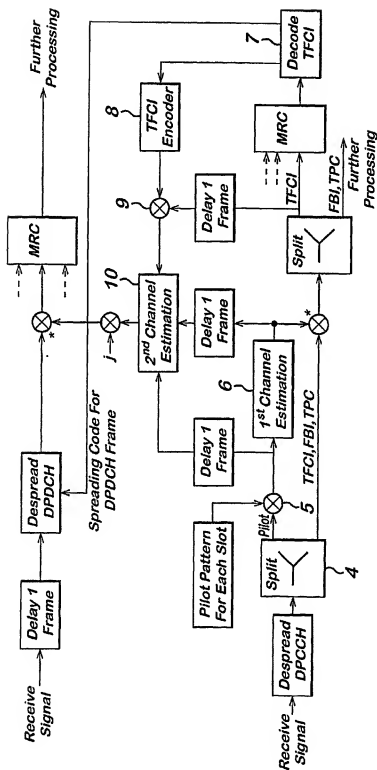 Receive
Signal
Delay 1
Frame
Despread
DPDCH
*
MRC
Further
Processing
Spreading Code For
DPDCH Frame
j
10
2nd Channel
Estimation
9
8
TFCI
Encoder
7
Decode
TFCI
Delay 1
Frame
Delay 1
Frame
Delay 1
Frame
TFCI
MRC
Pilot Pattern
For Each Slot
5
6
1st Channel
Estimation
Pilot
Receive
Signal
Despread
DPCCH
Split
4
TFCI,FBI,TPC
*
Split
FBI,TPC
Further
Processing